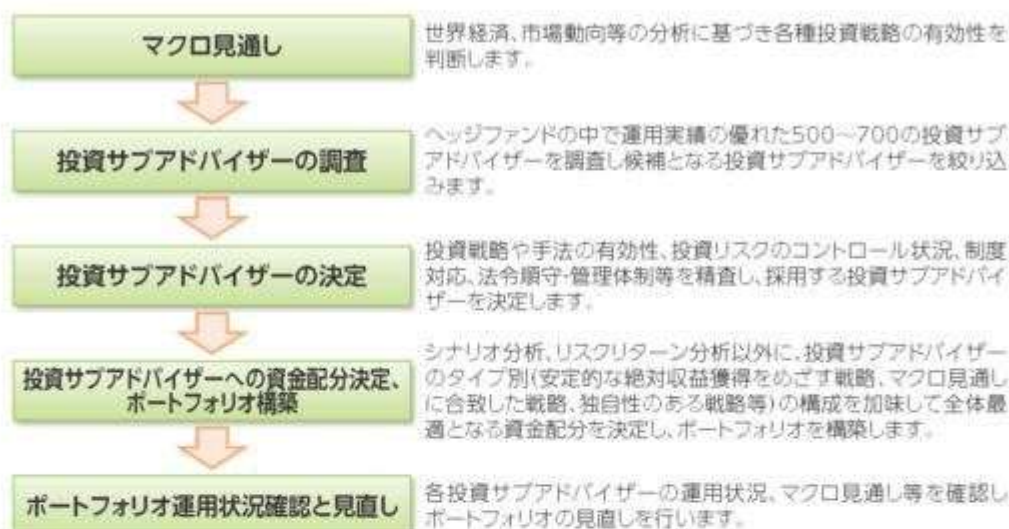 マクロ見通し
世界経済、市場動向等の分析に基づき各種投資戦略の有効性を
判断します。
投資サブアドバイザーの調査
ヘッジファンドの中で運用実績の優れた500～700の投資サブ
アドバイザーを調査し候補となる投資サブアドバイザーを絞り込
みます。
投資サブアドバイザーの決定
投資戦略や手法の有効性、投資リスクのコントロール状況、制度
対応、法令順守・管理体制等を精査し、採用する投資サブアドバイ
ザーを決定します。
投資サブアドバイザーへの資金配分決定、
ポートフォリオ構築
シナリオ分析、リスクリターン分析以外に、投資サブアドバイザー
のタイプ別(安定的な絶対収益獲得をめざす戦略、マクロ見通し
に合致した戦略、独自性のある戦略等)の構成を加味して全体最
適となる資金配分を決定し、ポートフォリオを構築します。
ポートフォリオ運用状況確認と見直し
各投資サブアドバイザーの運用状況、マクロ見通し等を確認し
ポートフォリオの見直しを行います。